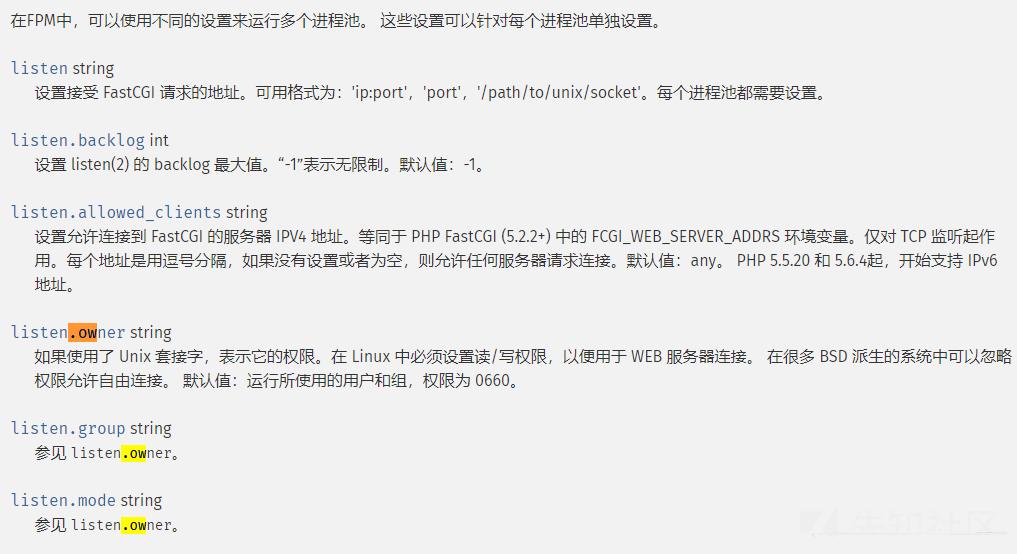 在FPM中，可以使用不同的设置来运行多个进程池。 这些设置可以针对每个进程池单独设置。
listen string
设置接受 FastCGI 请求的地址。可用格式为：'ip:port'，'port'，'/path/to/unix/socket'。每个进程池都需要设置。
listen.backlog int
设置 listen(2) 的 backlog 最大值。“-1”表示无限制。默认值：-1。
listen.allowed_clients string
设置允许连接到 FastCGI 的服务器 IPV4 地址。等同于 PHP FastCGI (5.2.2+) 中的 FCGI_WEB_SERVER_ADDRS 环境变量。仅对 TCP 监听起作
用。每个地址是用逗号分隔，如果没有设置或者为空，则允许任何服务器请求连接。默认值：any。 PHP 5.5.20 和 5.6.4起，开始支持 IPv6
地址。
listen.owner string
如果使用了 Unix 套接字，表示它的权限。在 Linux 中必须设置读/写权限，以便用于 WEB 服务器连接。 在很多 BSD 派生的系统中可以忽略
权限允许自由连接。 默认值：运行所使用的用户和组，权限为 0660。
listen.group string
参见 listen.owner。
listen.mode string
参见 listen.owner。
先知社区